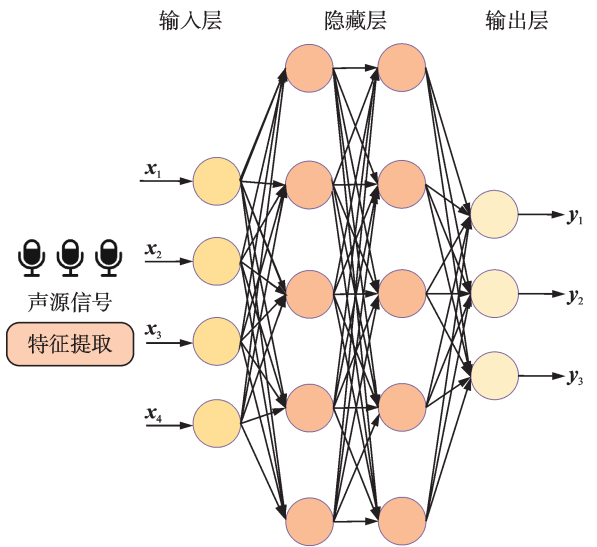 输入层 隐藏层 输出层
x1
x2
x3
x4
声源信号
特征提取
y1
y2
y3